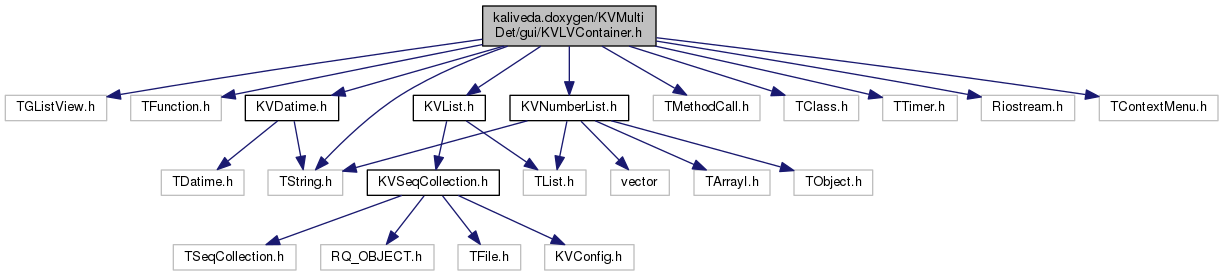 kaliveda.doxygen/KVMulti
Det/gui/KVLVContainer.h
TGListView.h
TFunction.h
KVDatime.h
KVList.h
KVNumberList.h
TMethodCall.h
TClass.h
TTimer.h
Riostream.h
TContextMenu.h
TDatime.h
TString.h
KVSeqCollection.h
TList.h
vector
TArrayI.h
TObject.h
TSeqCollection.h
RQ_OBJECT.h
TFile.h
KVConfig.h